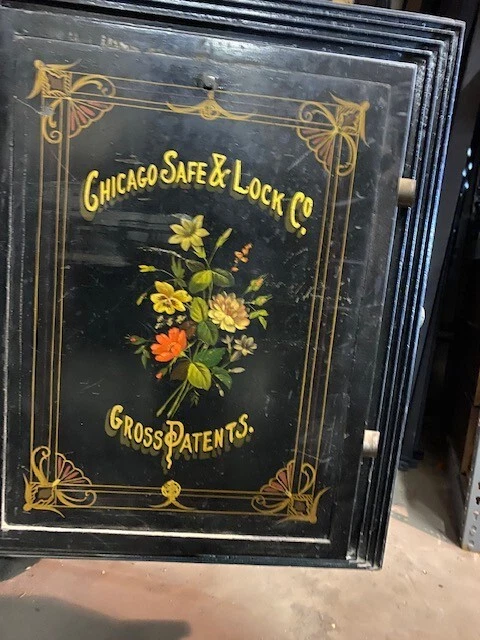 CHICAGO SAFE & LOCK CO.
GROSS PATENTS.